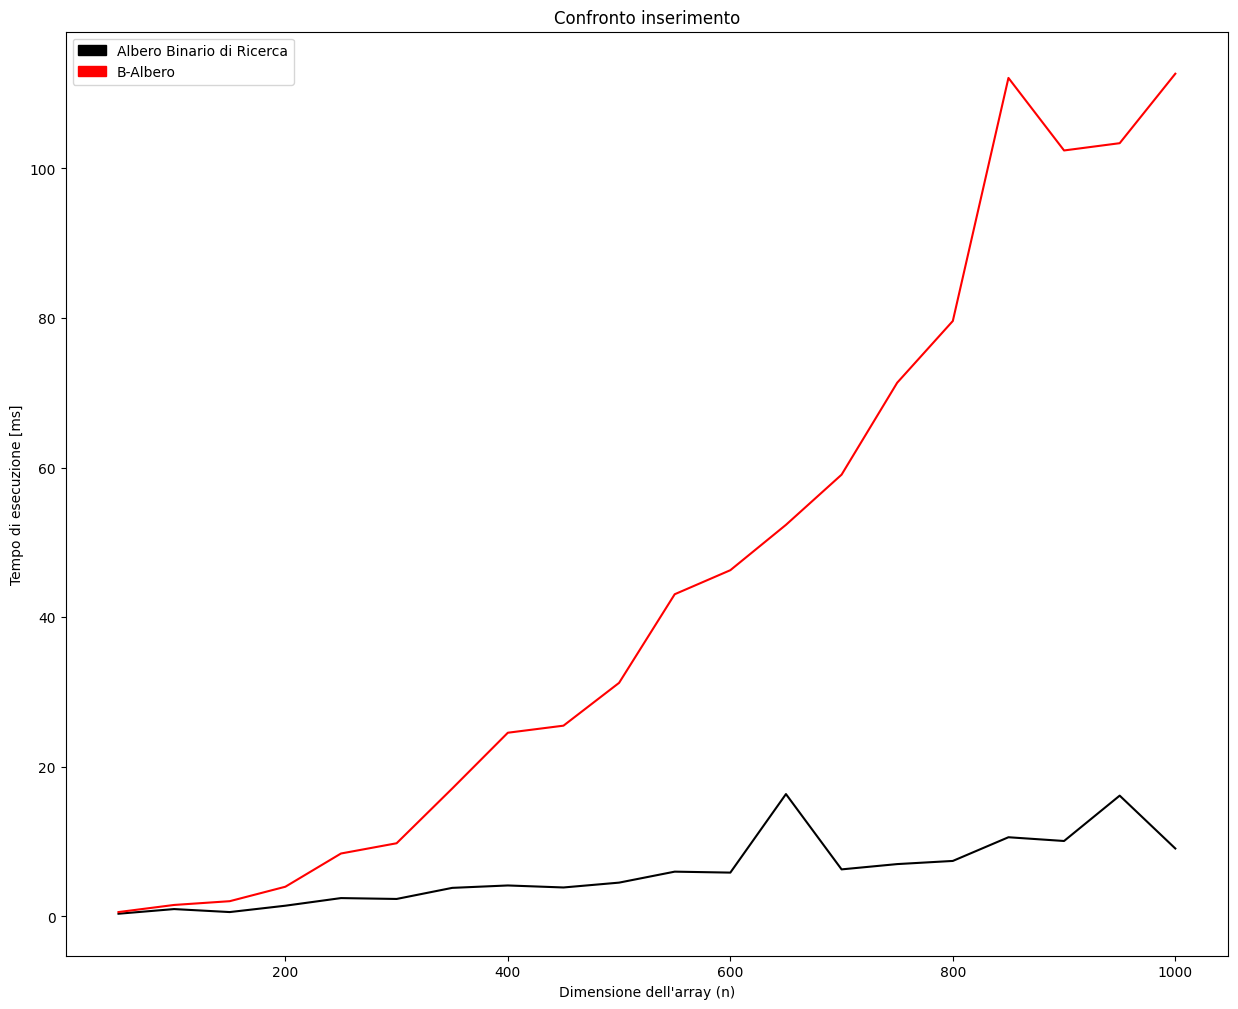 Confronto inserimento
Albero Binario di Ricerca
B-Albero
Tempo di esecuzione [ms]
100
80
60
40
20
0
200 400 600 800 1000
Dimensione dell'array (n)